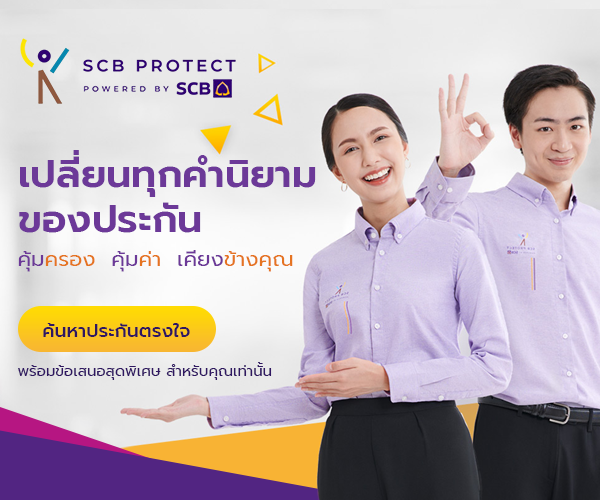 SCB PROTECT
POWERED BY SCB
เปลี่ยนทุกคำนิยาม
ของประกัน
คุ้มครอง คุ้มค่า เคียงข้างคุณ
ค้นหาประกันตรงใจ
พร้อมข้อเสนอสุดพิเศษ สำหรับคุณเท่านั้น